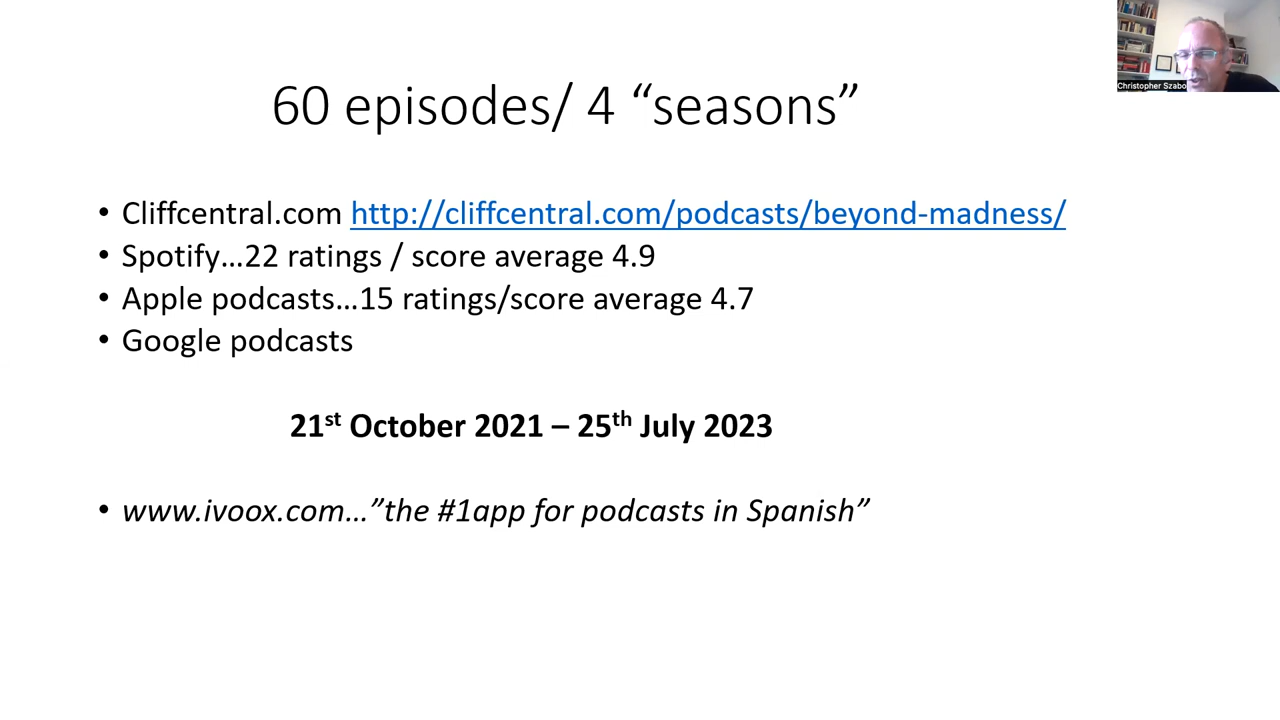 Christopher Szabo
60 episodes/ 4 “seasons”
• Cliffcentral.com http://cliffcentral.com/podcasts/beyond-madness/
• Spotify…22 ratings / score average 4.9
• Apple podcasts…15 ratings/score average 4.7
• Google podcasts
21st October 2021 – 25th July 2023
• www.ivoox.com…”the #1app for podcasts in Spanish”